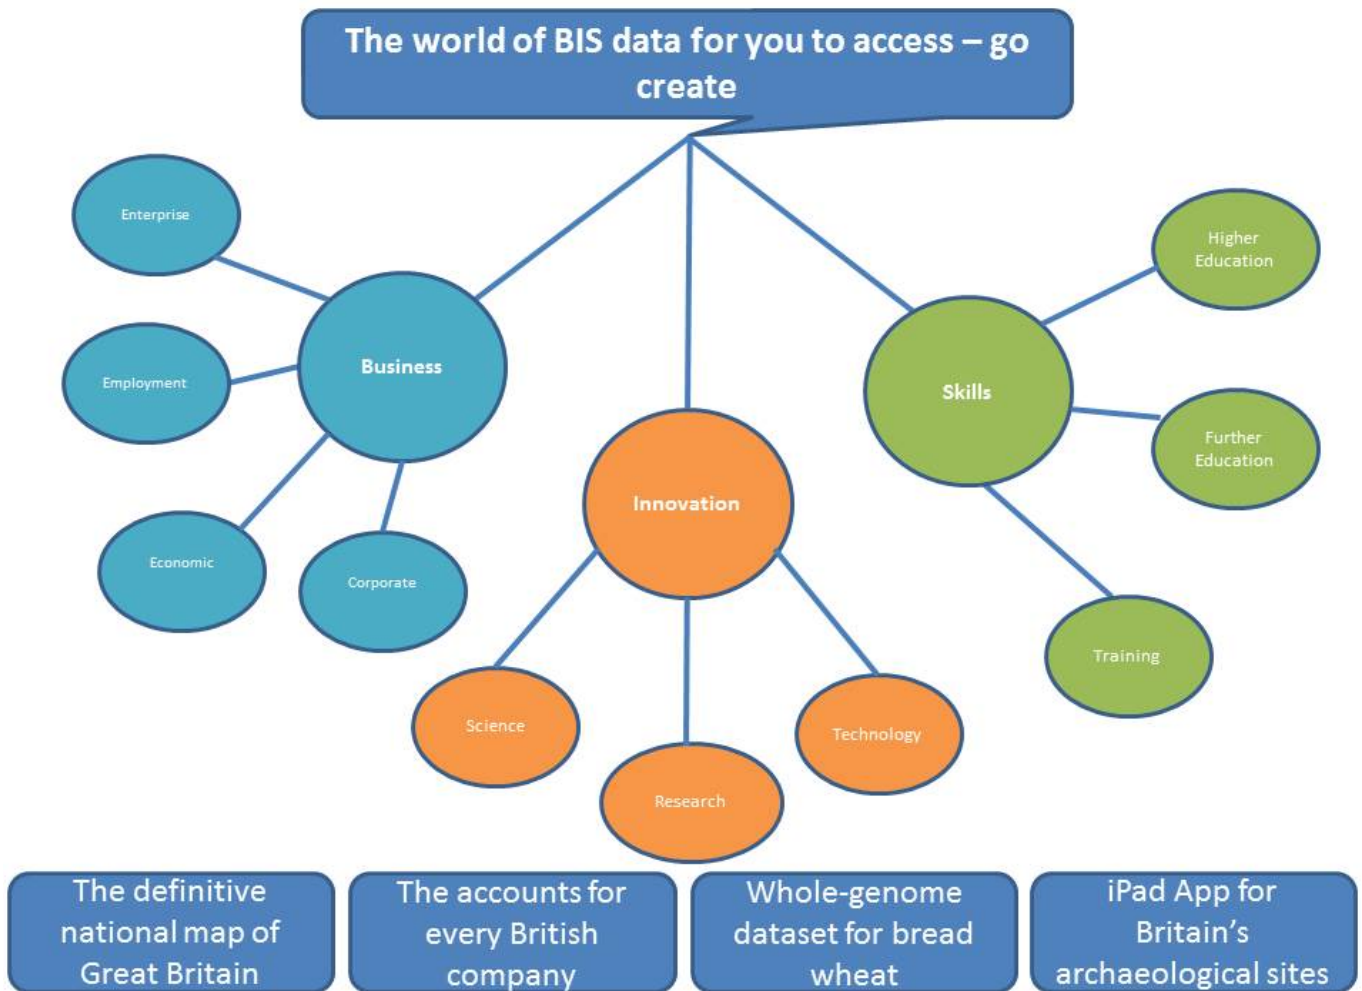 The world of BIS data for you to access – go
create
Enterprise
Employment
Economic
Corporate
Business
Innovation
Science
Research
Technology
Skills
Higher
Education
Further
Education
Training
The definitive
national map of
Great Britain
The accounts for
every British
company
Whole-genome
dataset for bread
wheat
iPad App for
Britain’s
archaeological sites